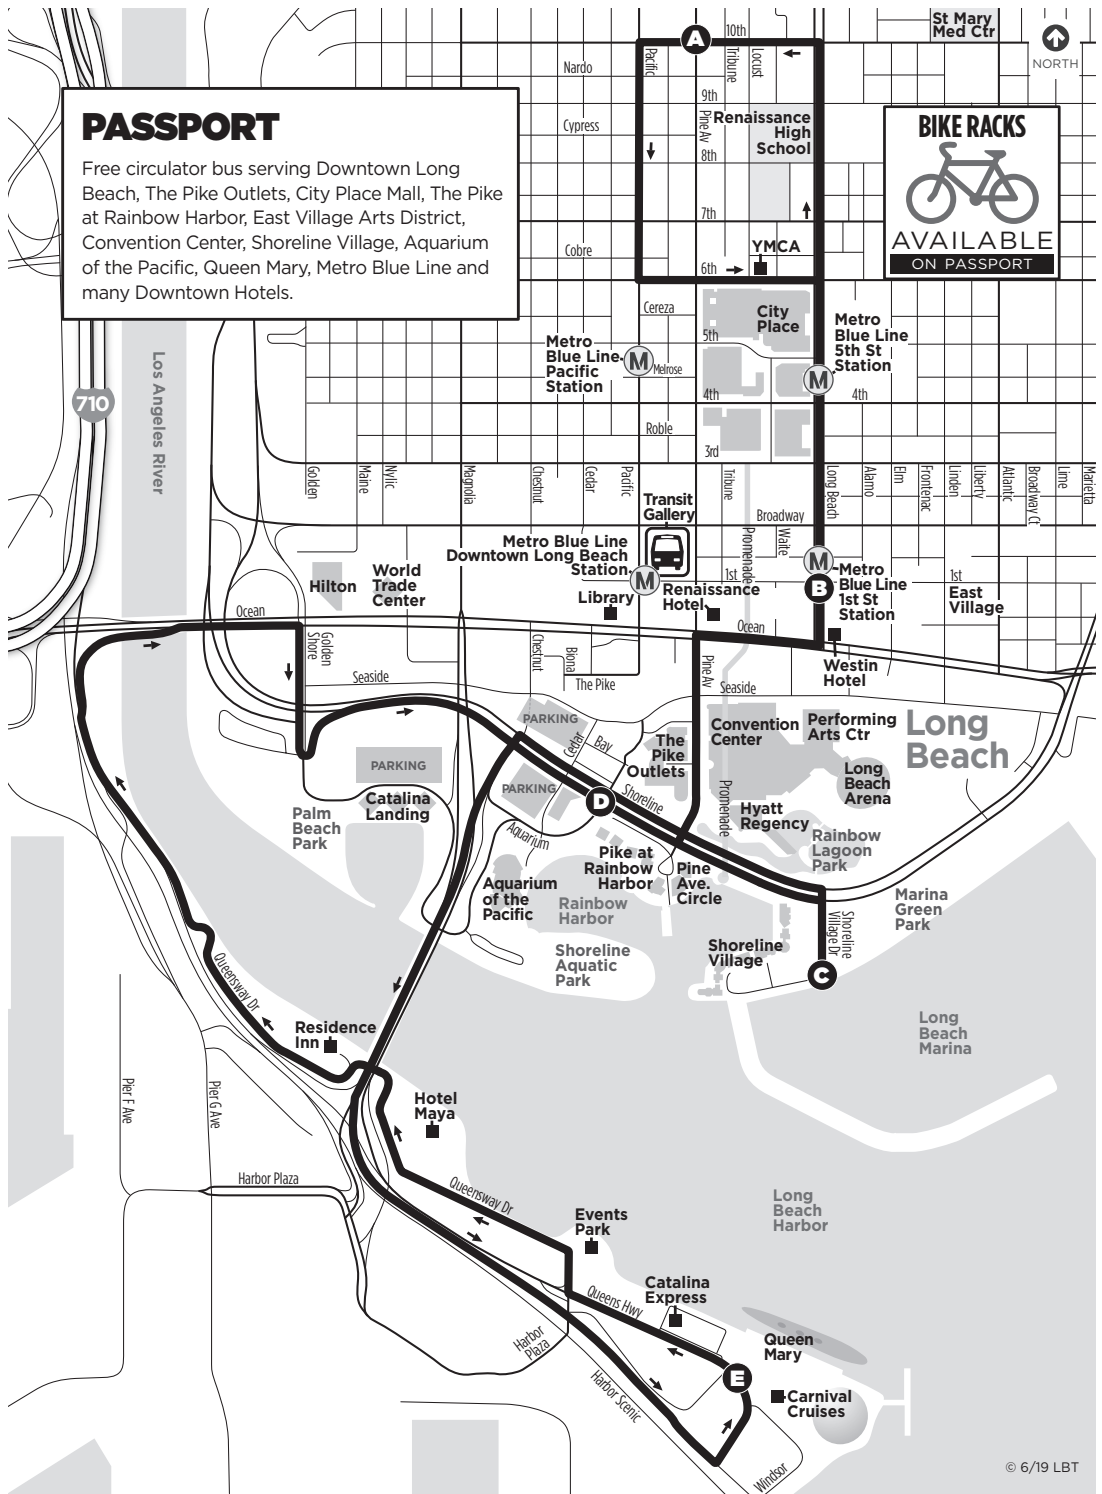 St Mary
Med Ctr
NORTH
A
10th
Pacific
Tribune
Locust
Nardo
9th
Pine Av
Renaissance
High
School
Cypress
8th
7th
Cobre
YMCA
6th
PASSPORT
Free circulator bus serving Downtown Long
Beach, The Pike Outlets, City Place Mall, The Pike
at Rainbow Harbor, East Village Arts District,
Convention Center, Shoreline Village, Aquarium
of the Pacific, Queen Mary, Metro Blue Line and
many Downtown Hotels.
BIKE RACKS
AVAILABLE
ON PASSPORT
Cereza
City
Place
5th
Metro
Blue Line
Pacific
Station
M
Melrose
Metro
Blue Line
5th St
Station
M
4th
4th
Roble
3rd
710
Los Angeles River
Golden
Maine
Nylic
Magnolia
Chestnut
Cedar
Pacific
Tribune
Long Beach
Alamo
Elm
Frontenac
Linden
Liberty
Atlantic
Broadway Ct
Lime
Marietta
Transit
Gallery
Broadway
Waite
Promenade
Metro Blue Line
Downtown Long Beach
Station
M
1st
M
B
Metro
Blue Line
1st St
Station
1st
East
Village
Hilton
World
Trade
Center
Library
Renaissance
Hotel
Ocean
Ocean
Golden
Shore
Chestnut
Biona
The Pike
Pine Av
Westin
Hotel
Seaside
Seaside
PARKING
Cedar
Bay
The
Pike
Outlets
Convention
Center
Performing
Arts Ctr
Long
Beach
PARKING
PARKING
Long
Beach
Arena
Catalina
Landing
Palm
Beach
Park
D
Shoreline
Promenade
Hyatt
Regency
Rainbow
Lagoon
Park
Aquarium
Pike at
Rainbow
Harbor
Pine
Ave.
Circle
Aquarium
of the
Pacific
Rainbow
Harbor
Marina
Green
Park
Shoreline
Village Dr
Shoreline
Village
C
Shoreline
Aquatic
Park
Queensway Dr
Residence
Inn
Long
Beach
Marina
Pier F Ave
Pier G Ave
Hotel
Maya
Harbor Plaza
Queensway Dr
Long
Beach
Harbor
Events
Park
Catalina
Express
Queens Hwy
Harbor
Plaza
Queen
Mary
E
Harbor Scenic
Carnival
Cruises
Windsor
© 6/19 LBT